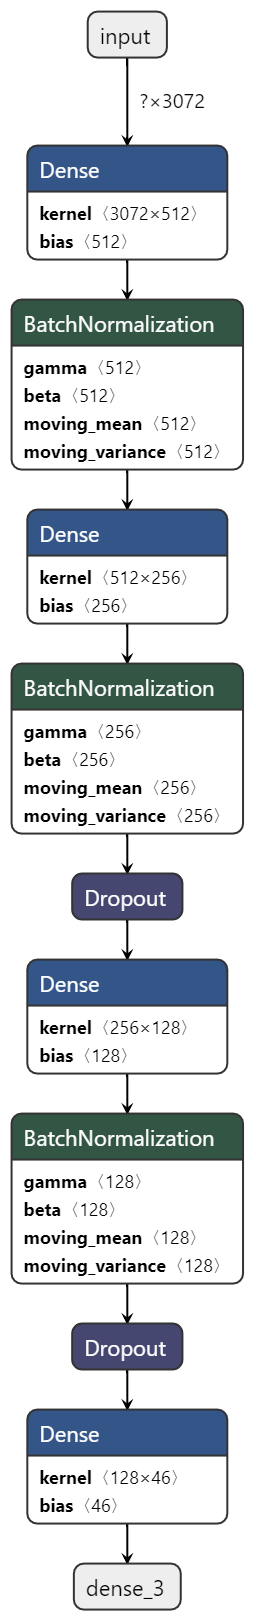 input
?×3072
Dense
kernel 〈3072×512〉
bias 〈512〉
BatchNormalization
gamma 〈512〉
beta 〈512〉
moving_mean 〈512〉
moving_variance 〈512〉
Dense
kernel 〈512×256〉
bias 〈256〉
BatchNormalization
gamma 〈256〉
beta 〈256〉
moving_mean 〈256〉
moving_variance 〈256〉
Dropout
Dense
kernel 〈256×128〉
bias 〈128〉
BatchNormalization
gamma 〈128〉
beta 〈128〉
moving_mean 〈128〉
moving_variance 〈128〉
Dropout
Dense
kernel 〈128×46〉
bias 〈46〉
dense_3